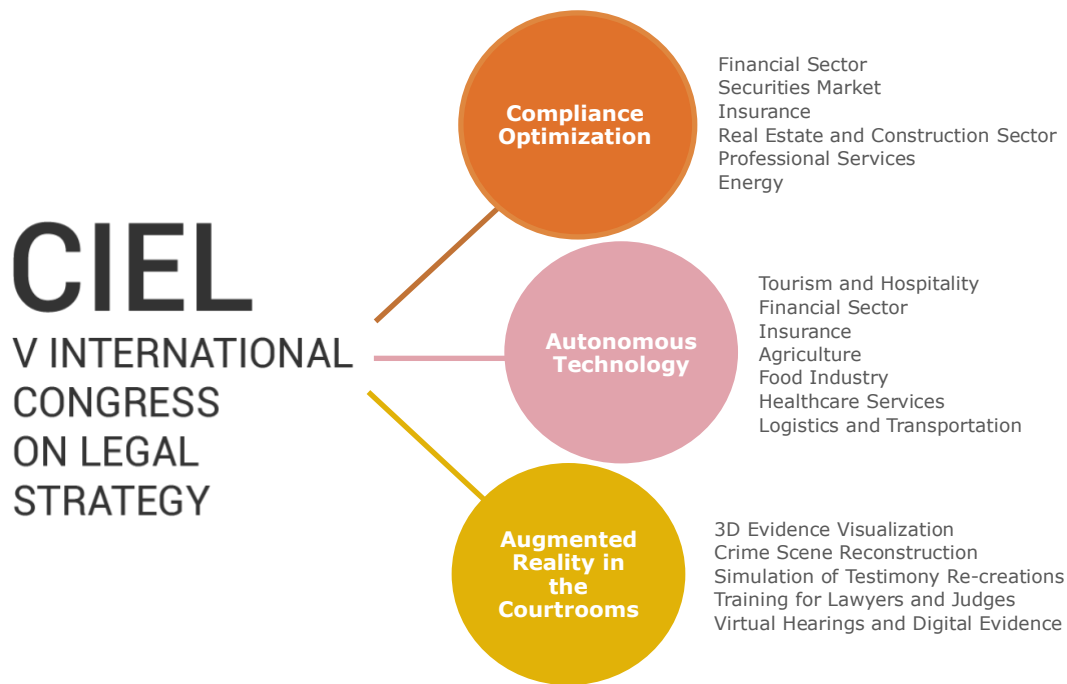 CIEL
V INTERNATIONAL
CONGRESS
ON LEGAL
STRATEGY
Compliance
Optimization
Financial Sector
Securities Market
Insurance
Real Estate and Construction Sector
Professional Services
Energy
Autonomous
Technology
Tourism and Hospitality
Financial Sector
Insurance
Agriculture
Food Industry
Healthcare Services
Logistics and Transportation
Augmented
Reality in
the
Courtrooms
3D Evidence Visualization
Crime Scene Reconstruction
Simulation of Testimony Re-creations
Training for Lawyers and Judges
Virtual Hearings and Digital Evidence